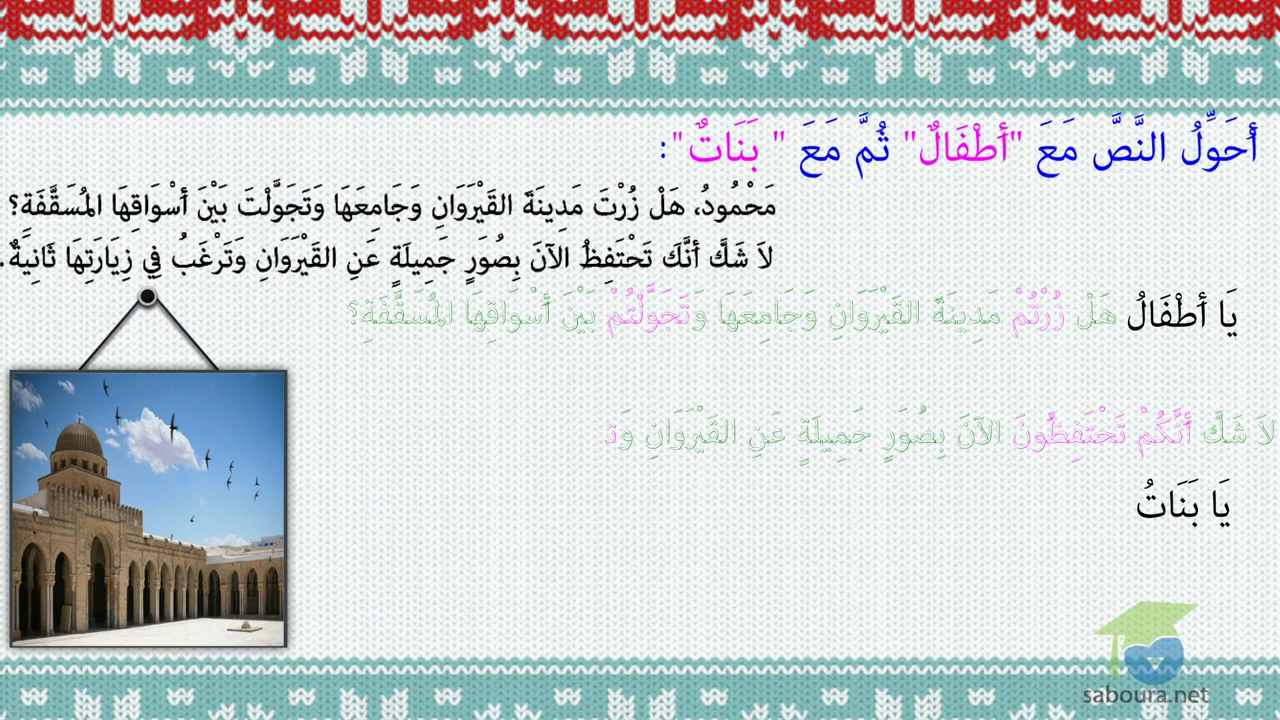 أُحَوِّلُ النَّصَّ مَعَ "أَطْفَالٌ" ثُمَّ مَعَ " بَنَاتٌ":
مَحْمُودُ، هَلْ زُرْتَ مَدِينَةَ القَيْرَوَانِ وَجَامِعَهَا وَتَجَوَّلْتَ بَيْنَ أَسْوَاقِهَا المُسَقَّفَةِ؟
لاَ شَكَّ أَنَّكَ تَحْتَفِظُ الآنَ بِصُوَرٍ جَمِيلَةٍ عَنِ القَيْرَوَانِ وَتَرْغَبُ فِي زِيَارَتِهَا ثَانِيةً.
يَا أَطْفَالُ هَلْ زُرْتُمْ مَدِينَةَ القَيْرَوَانِ وَجَامِعَهَا وَتَجَوَّلْتُمْ بَيْنَ أَسْوَاقِهَا المُسَقَّفَةِ؟
لاَ شَكَّ أَنَّكُمْ تَحْتَفِظُونَ الآنَ بِصُوَرٍ جَمِيلَةٍ عَنِ القَيْرَوَانِ وَ
يَا بَنَاتُ
saboura.net